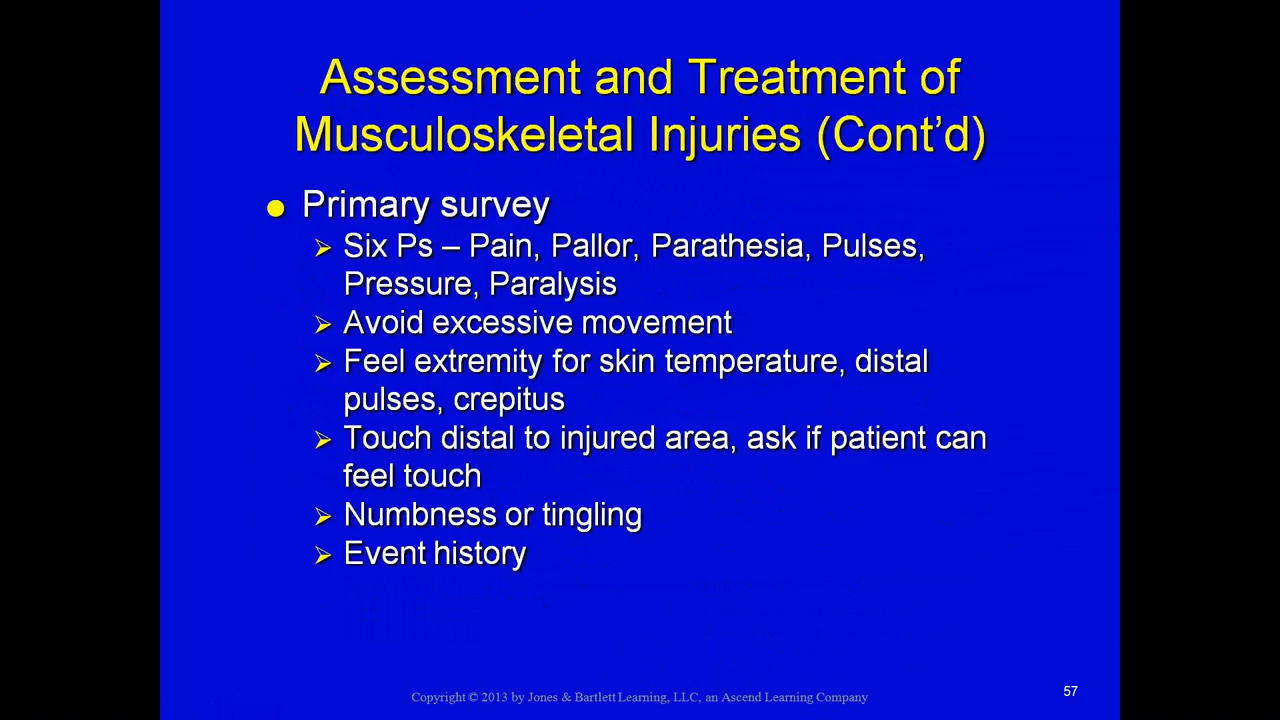 Assessment and Treatment of
Musculoskeletal Injuries (Cont’d)
● Primary survey
➢ Six Ps – Pain, Pallor, Parathesia, Pulses,
Pressure, Paralysis
➢ Avoid excessive movement
➢ Feel extremity for skin temperature, distal
pulses, crepitus
➢ Touch distal to injured area, ask if patient can
feel touch
➢ Numbness or tingling
➢ Event history
Copyright © 2013 by Jones & Bartlett Learning, LLC, an Ascend Learning Company
57